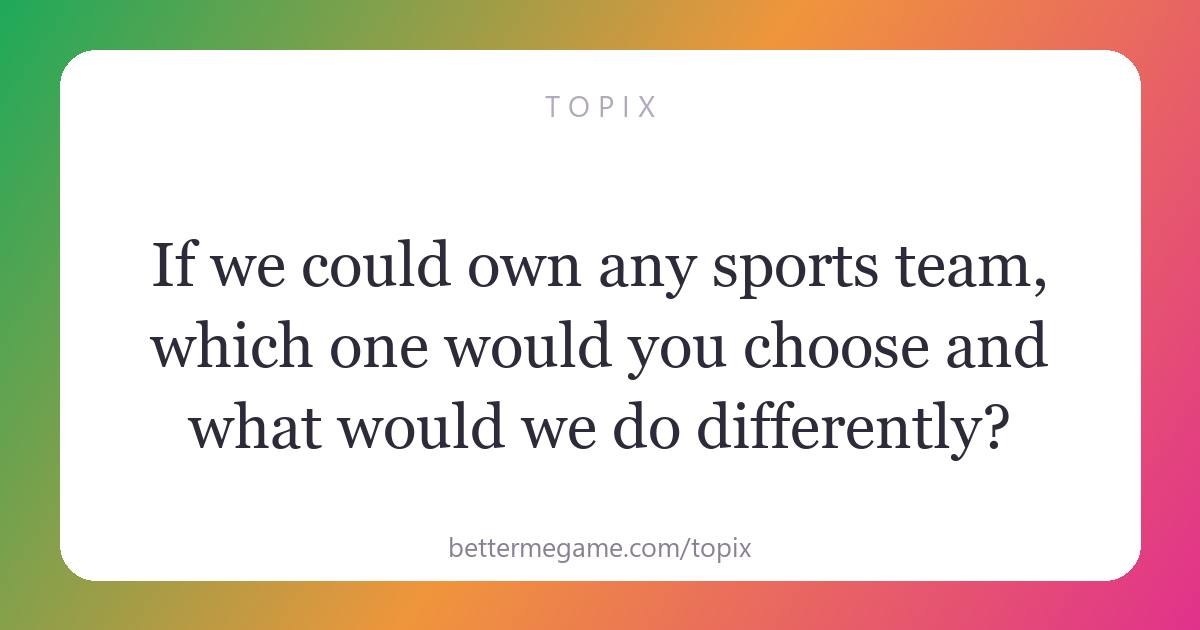 TOPIX
If we could own any sports team,
which one would you choose and
what would we do differently?
bettermegame.com/topix